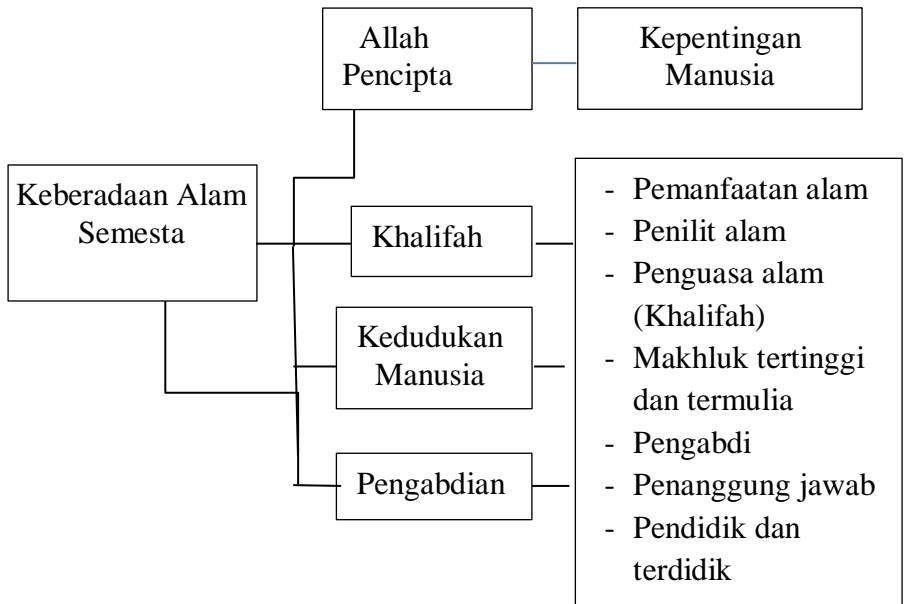 Allah
Pencipta
Kepentingan
Manusia
Keberadaan Alam
Semesta
Khalifah
Kedudukan
Manusia
Pengabdian
- Pemanfaatan alam
- Penilit alam
- Penguasa alam
(Khalifah)
- Makhluk tertinggi
dan termulia
- Pengabdi
- Penanggung jawab
- Pendidik dan
terdidik